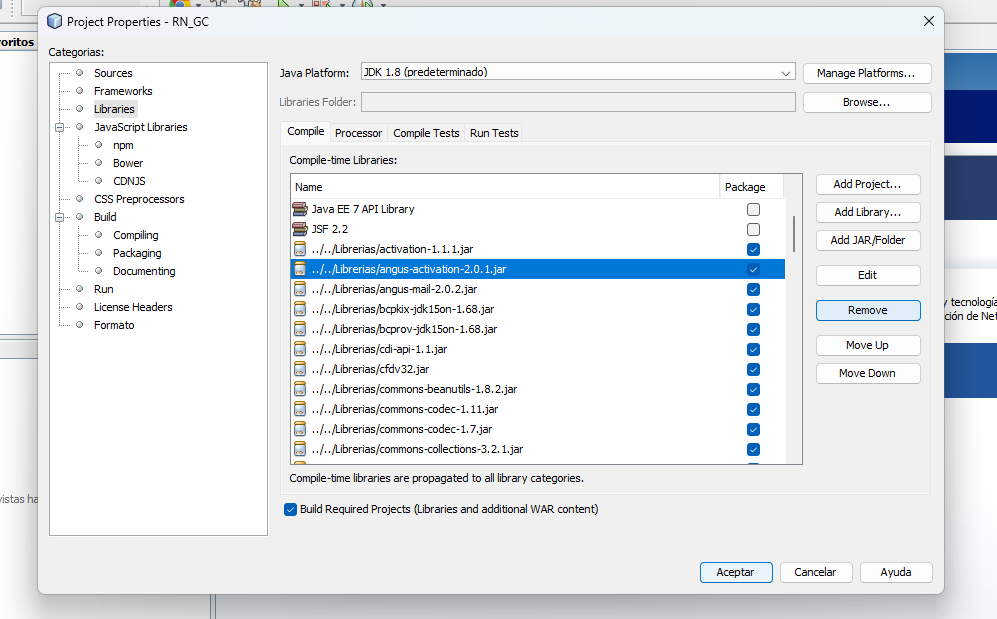 Project Properties - RN_GC
oritos
Categorias:
Sources
Frameworks
Libraries
JavaScript Libraries
npm
Bower
CDNJS
CSS Preprocessors
Build
Compiling
Packaging
Documenting
Run
License Headers
Formato
Java Platform:
JDK 1.8 (predeterminado)
Manage Platforms...
Libraries Folder:
Browse...
Compile
Processor
Compile Tests
Run Tests
Compile-time Libraries:
Name
Package
Java EE 7 API Library
JSF 2.2
../../Librerias/activation-1.1.1.jar
../../Librerias/angus-activation-2.0.1.jar
../../Librerias/angus-mail-2.0.2.jar
../../Librerias/bcpkix-jdk15on-1.68.jar
../../Librerias/bcprov-jdk15on-1.68.jar
../../Librerias/cdi-api-1.1.jar
../../Librerias/cfdv32.jar
../../Librerias/commons-beanutils-1.8.2.jar
../../Librerias/commons-codec-1.11.jar
../../Librerias/commons-codec-1.7.jar
../../Librerias/commons-collections-3.2.1.jar
Add Project...
Add Library...
Add JAR/Folder
Edit
Remove
Move Up
Move Down
Compile-time libraries are propagated to all library categories.
Build Required Projects (Libraries and additional WAR content)
Aceptar
Cancelar
Ayuda
y tecnología
ción de Net
vistas ha